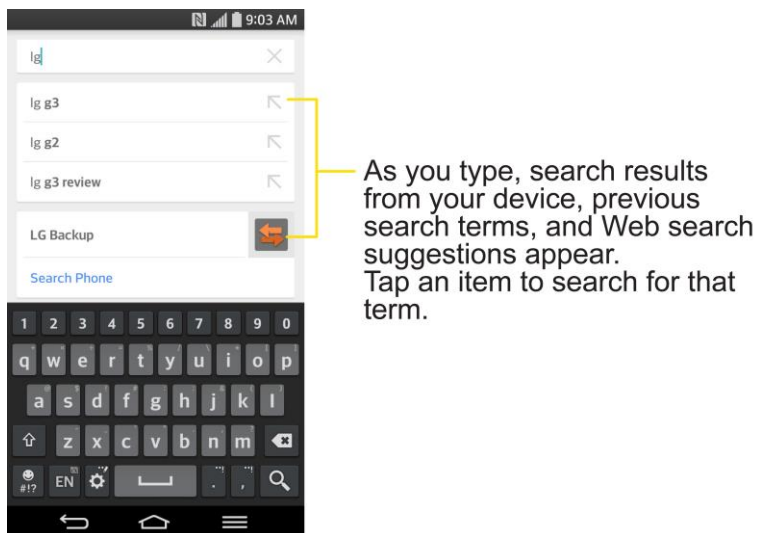 9:03 AM
lg
lg g3
lg g2
lg g3 review
LG Backup
Search Phone
As you type, search results
from your device, previous
search terms, and Web search
suggestions appear.
Tap an item to search for that
term.
1 2 3 4 5 6 7 8 9 0
q w e r t y u i o p
a s d f g h j k l
z x c v b n m
#!? EN . ,